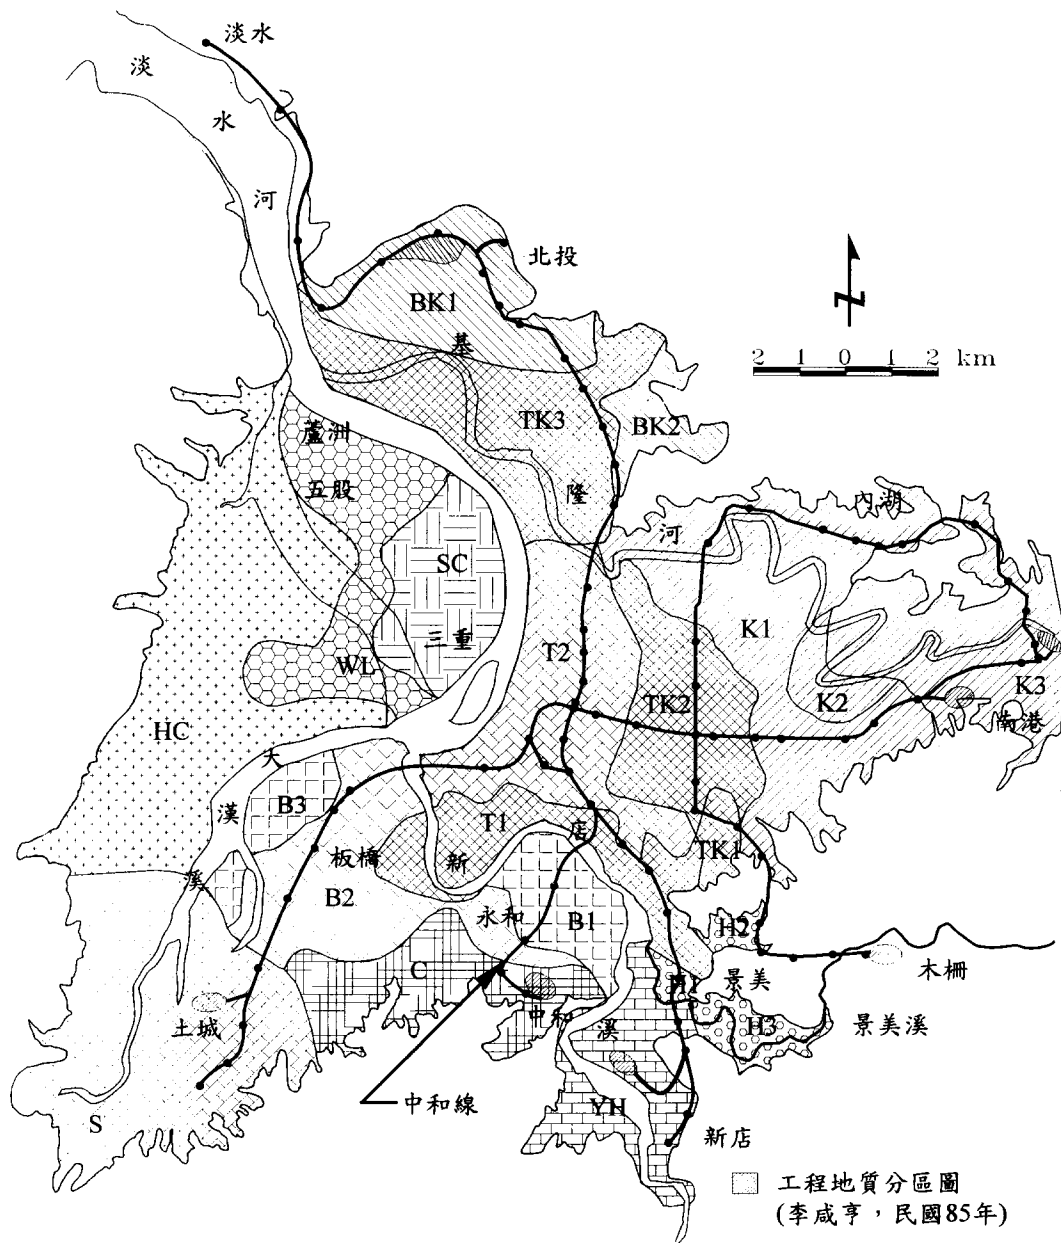 淡水
淡
水
河
北投
BK1
基
2 1 0 1 2 km
TK3
BK2
蘆洲
五股
隆
內湖
河
SC
K1
三重
T2
WL
TK2
K2
K3
南港
HC
大
漢
B3
T1
店
板橋
新
TK1
溪
B2
永和
B1
H2
木柵
C
H1
景美
中和
溪
H3
景美溪
土城
中和線
YH
S
新店
工程地質分區圖
(李咸亨,民國85年)